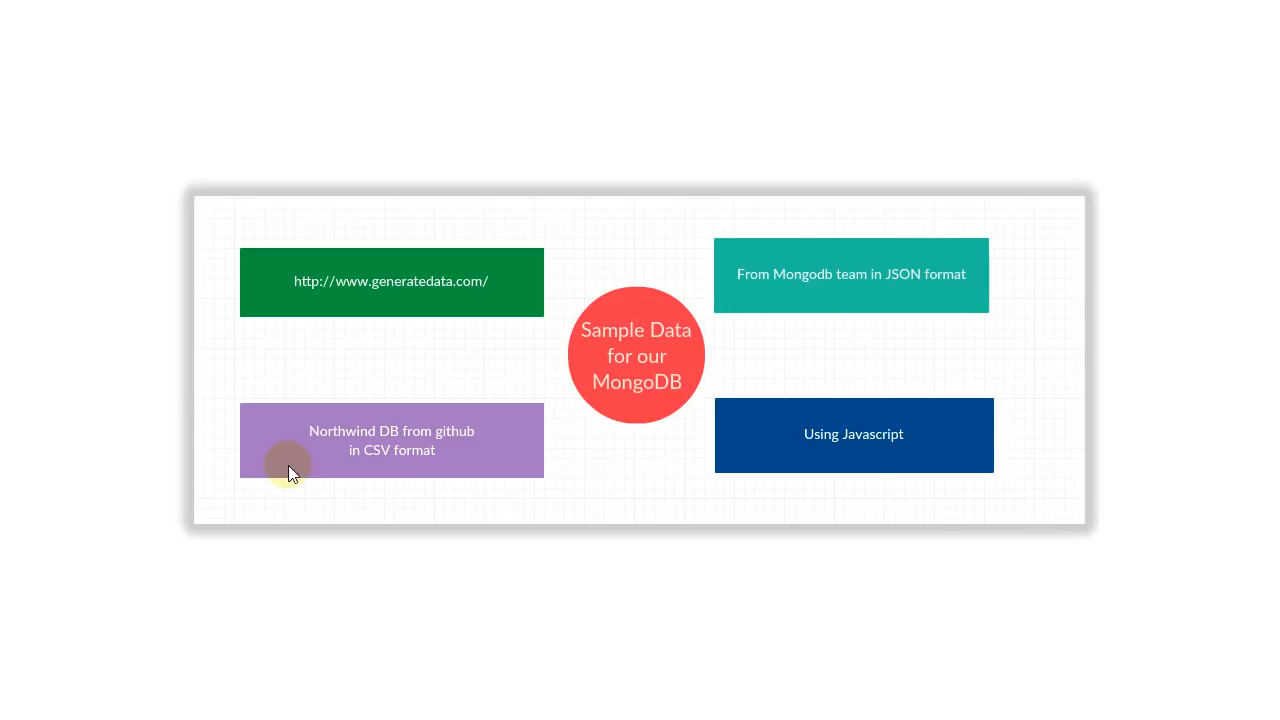 http://www.generatedata.com/
From Mongodb team in JSON format
Sample Data
for our
MongoDB
Northwind DB from github
in CSV format
Using Javascript